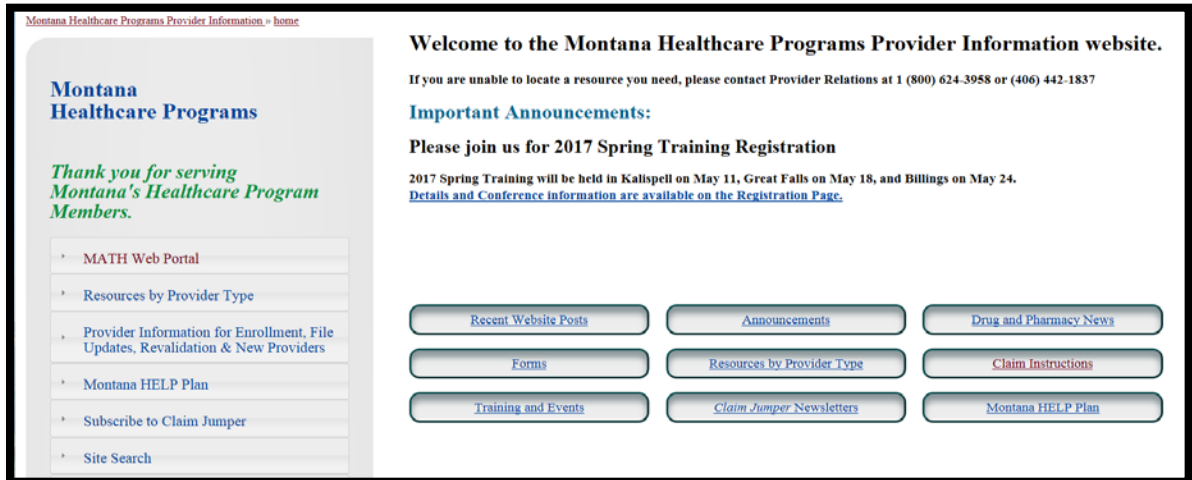 Montana Healthcare Programs Provider Information » home
Montana
Healthcare Programs
Thank you for serving
Montana's Healthcare Program
Members.
MATH Web Portal
Resources by Provider Type
Provider Information for Enrollment, File
Updates, Revalidation & New Providers
Montana HELP Plan
Subscribe to Claim Jumper
Site Search
Welcome to the Montana Healthcare Programs Provider Information website.
If you are unable to locate a resource you need, please contact Provider Relations at 1 (800) 624-3958 or (406) 442-1837
Important Announcements:
Please join us for 2017 Spring Training Registration
2017 Spring Training will be held in Kalispell on May 11, Great Falls on May 18, and Billings on May 24.
Details and Conference information are available on the Registration Page.
Recent Website Posts
Announcements
Drug and Pharmacy News
Forms
Resources by Provider Type
Claim Instructions
Training and Events
Claim Jumper Newsletters
Montana HELP Plan